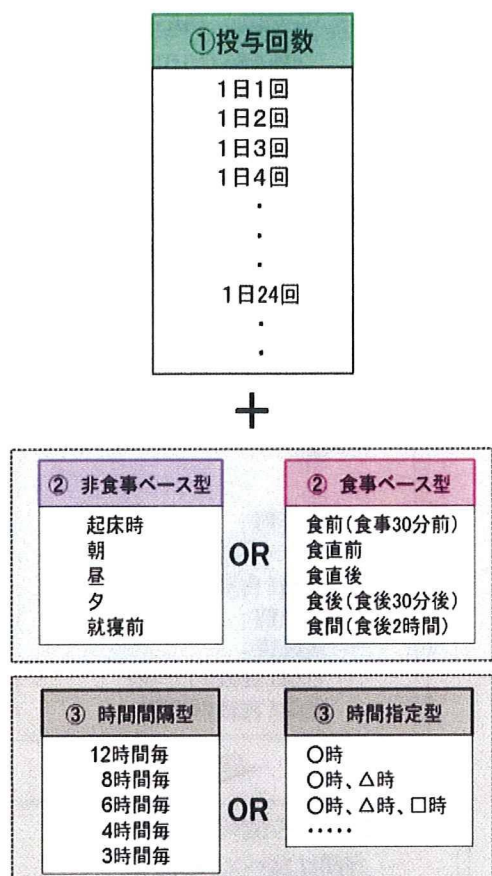 ①投与回数
1日1回
1日2回
1日3回
1日4回
・
・
・
1日24回
・
・
+
② 非食事ベース型
起床時
朝
昼
夕
就寝前
OR
② 食事ベース型
食前(食事30分前)
食直前
食直後
食後(食後30分後)
食間(食後2時間)
③ 時間間隔型
12時間毎
8時間毎
6時間毎
4時間毎
3時間毎
OR
③ 時間指定型
〇時
〇時、△時
〇時、△時、□時
・・・・・